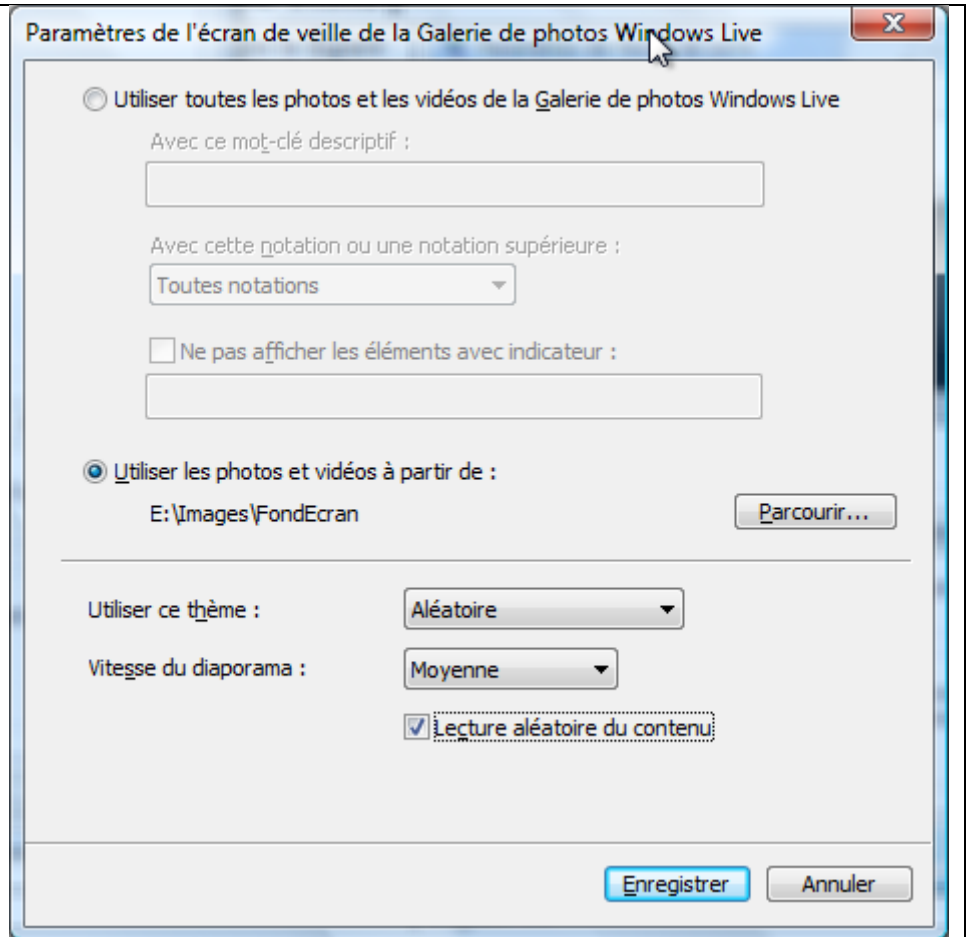 Paramètres de l'écran de veille de la Galerie de photos Windows Live
Utiliser toutes les photos et les vidéos de la Galerie de photos Windows Live
Avec ce mot-clé descriptif :
Avec cette notation ou une notation supérieure :
Toutes notations
Ne pas afficher les éléments avec indicateur :
Utiliser les photos et vidéos à partir de :
E:\Images\FondEcran
Parcourir...
Utiliser ce thème :
Aléatoire
Vitesse du diaporama :
Moyenne
Lecture aléatoire du contenu
Enregistrer
Annuler